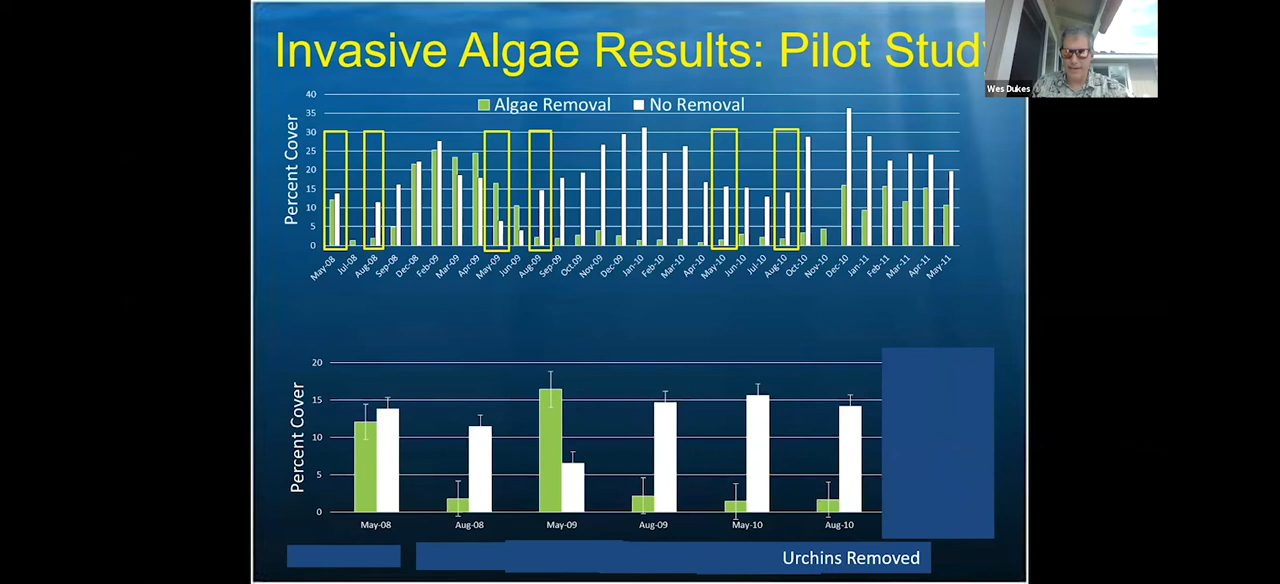 Invasive Algae Results: Pilot Study
Wes Dukes
Algae Removal No Removal
Percent Cover
40
35
30
25
20
15
10
5
0
May-08 Jul-08 Aug-08 Sep-08 Dec-08 Feb-09 Mar-09 Apr-09 May-09 Jun-09 Aug-09 Sep-09 Oct-09 Nov-09 Dec-09 Jan-10 Feb-10 Mar-10 Apr-10 May-10 Jun-10 Jul-10 Aug-10 Oct-10 Nov-10 Dec-10 Jan-11 Feb-11 Mar-11 Apr-11 May-11
Percent Cover
20
15
10
5
0
May-08 Aug-08 May-09 Aug-09 May-10 Aug-10
Urchins Removed